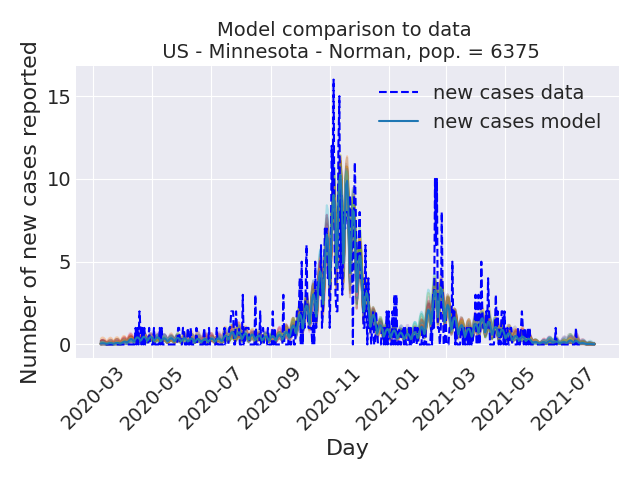 Model comparison to data
US - Minnesota - Norman, pop. = 6375
new cases data
new cases model
Number of new cases reported
15
10
5
0
2020-03
2020-05
2020-07
2020-09
2020-11
2021-01
2021-03
2021-05
2021-07
Day